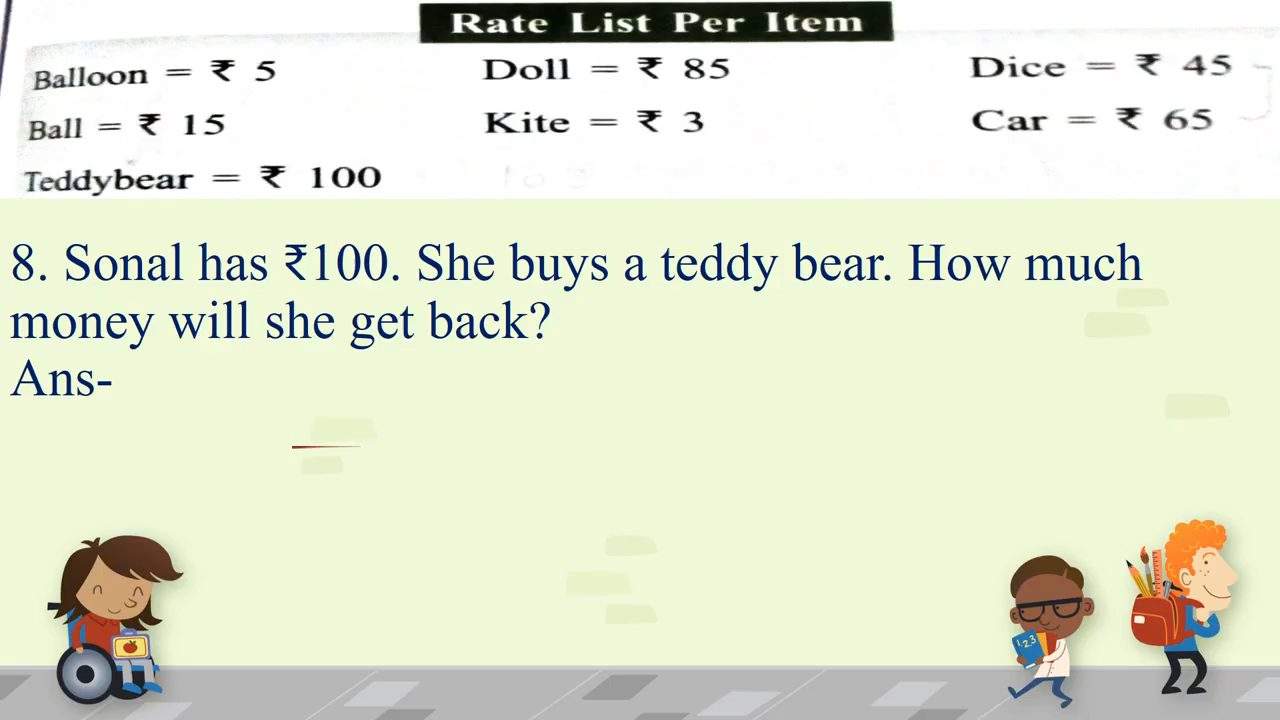 Rate List Per Item
Balloon = ₹ 5 Doll = ₹ 85 Dice = ₹ 45
Ball = ₹ 15 Kite = ₹ 3 Car = ₹ 65
Teddybear = ₹ 100
8. Sonal has ₹100. She buys a teddy bear. How much
money will she get back?
Ans-